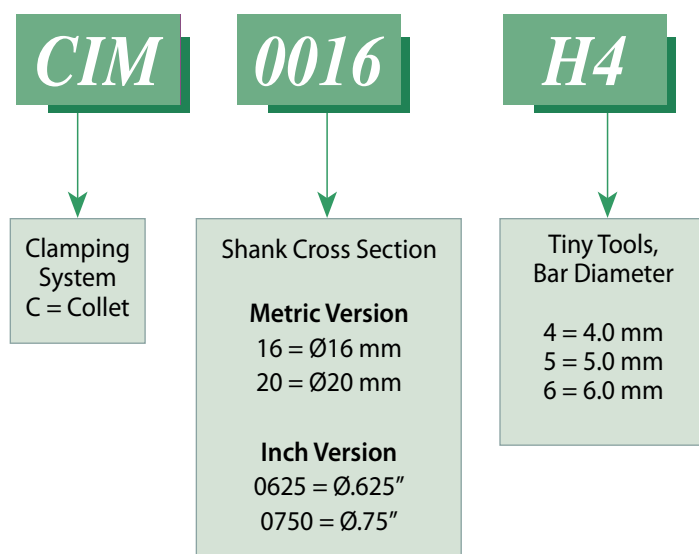 CIM 0016 H4
Clamping
System
C = Collet
Shank Cross Section
Metric Version
16 = Ø16 mm
20 = Ø20 mm
Inch Version
0625 = Ø.625”
0750 = Ø.75”
Tiny Tools,
Bar Diameter
4 = 4.0 mm
5 = 5.0 mm
6 = 6.0 mm